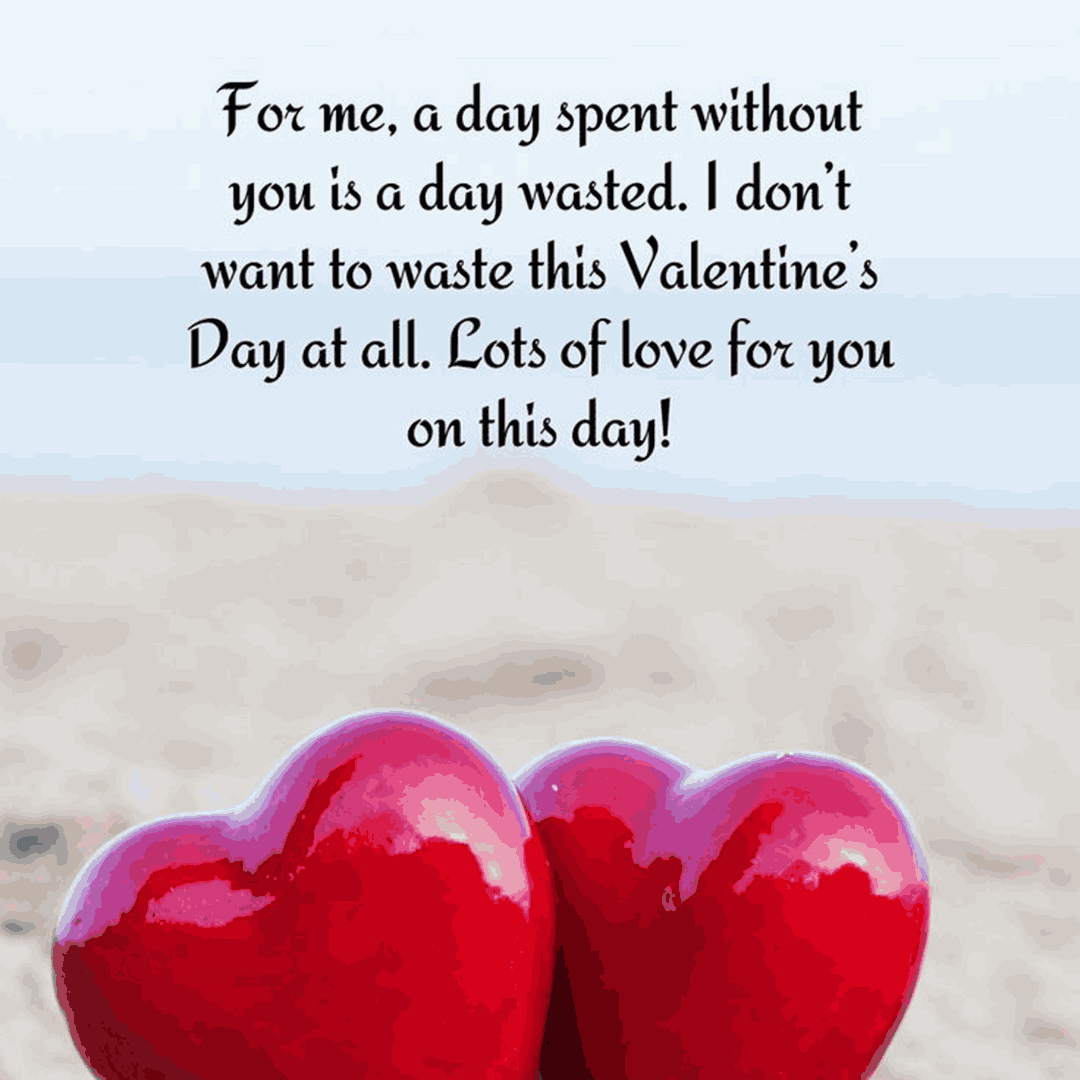 For me, a day spent without
you is a day wasted. I don’t
want to waste this Valentine’s
Day at all. Lots of love for you
on this day!